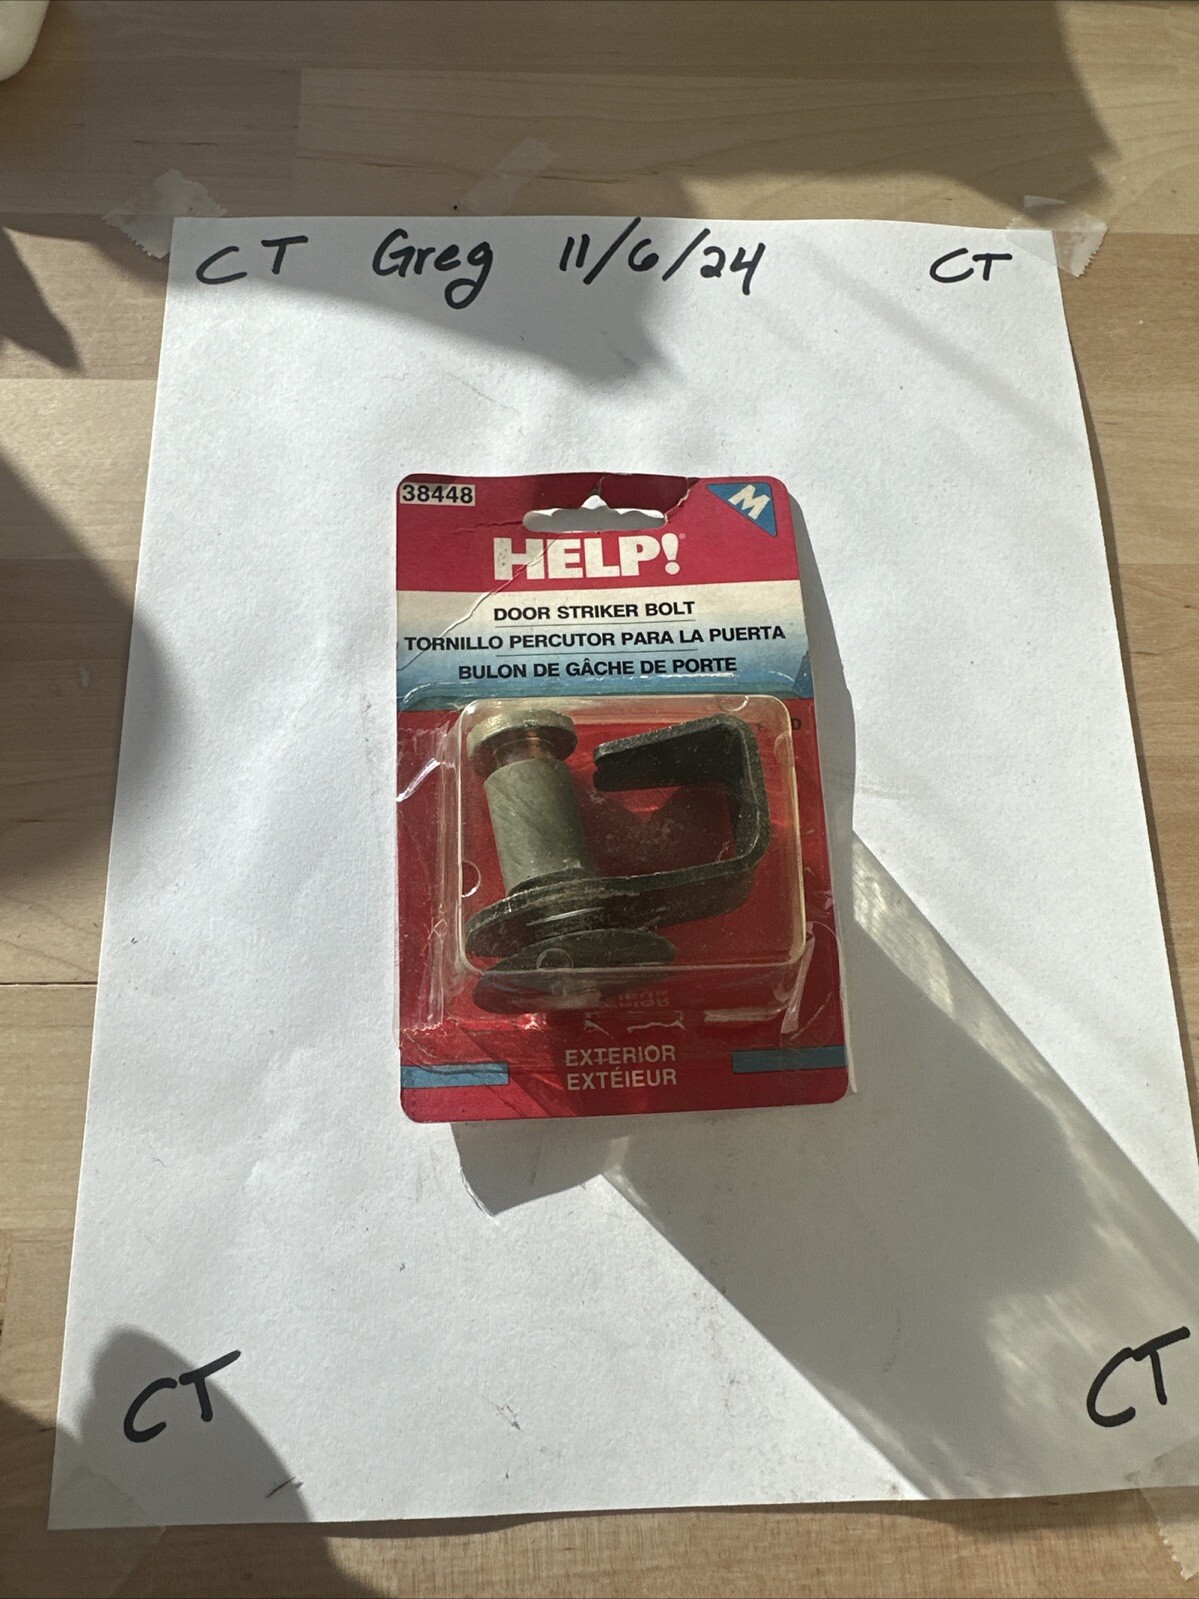 CT Greg 11/6/24 CT
38448
M
HELP!
DOOR STRIKER BOLT
TORNILLO PERCUTOR PARA LA PUERTA
BULON DE GÂCHE DE PORTE
EXTERIOR
EXTÉIEUR
CT
CT